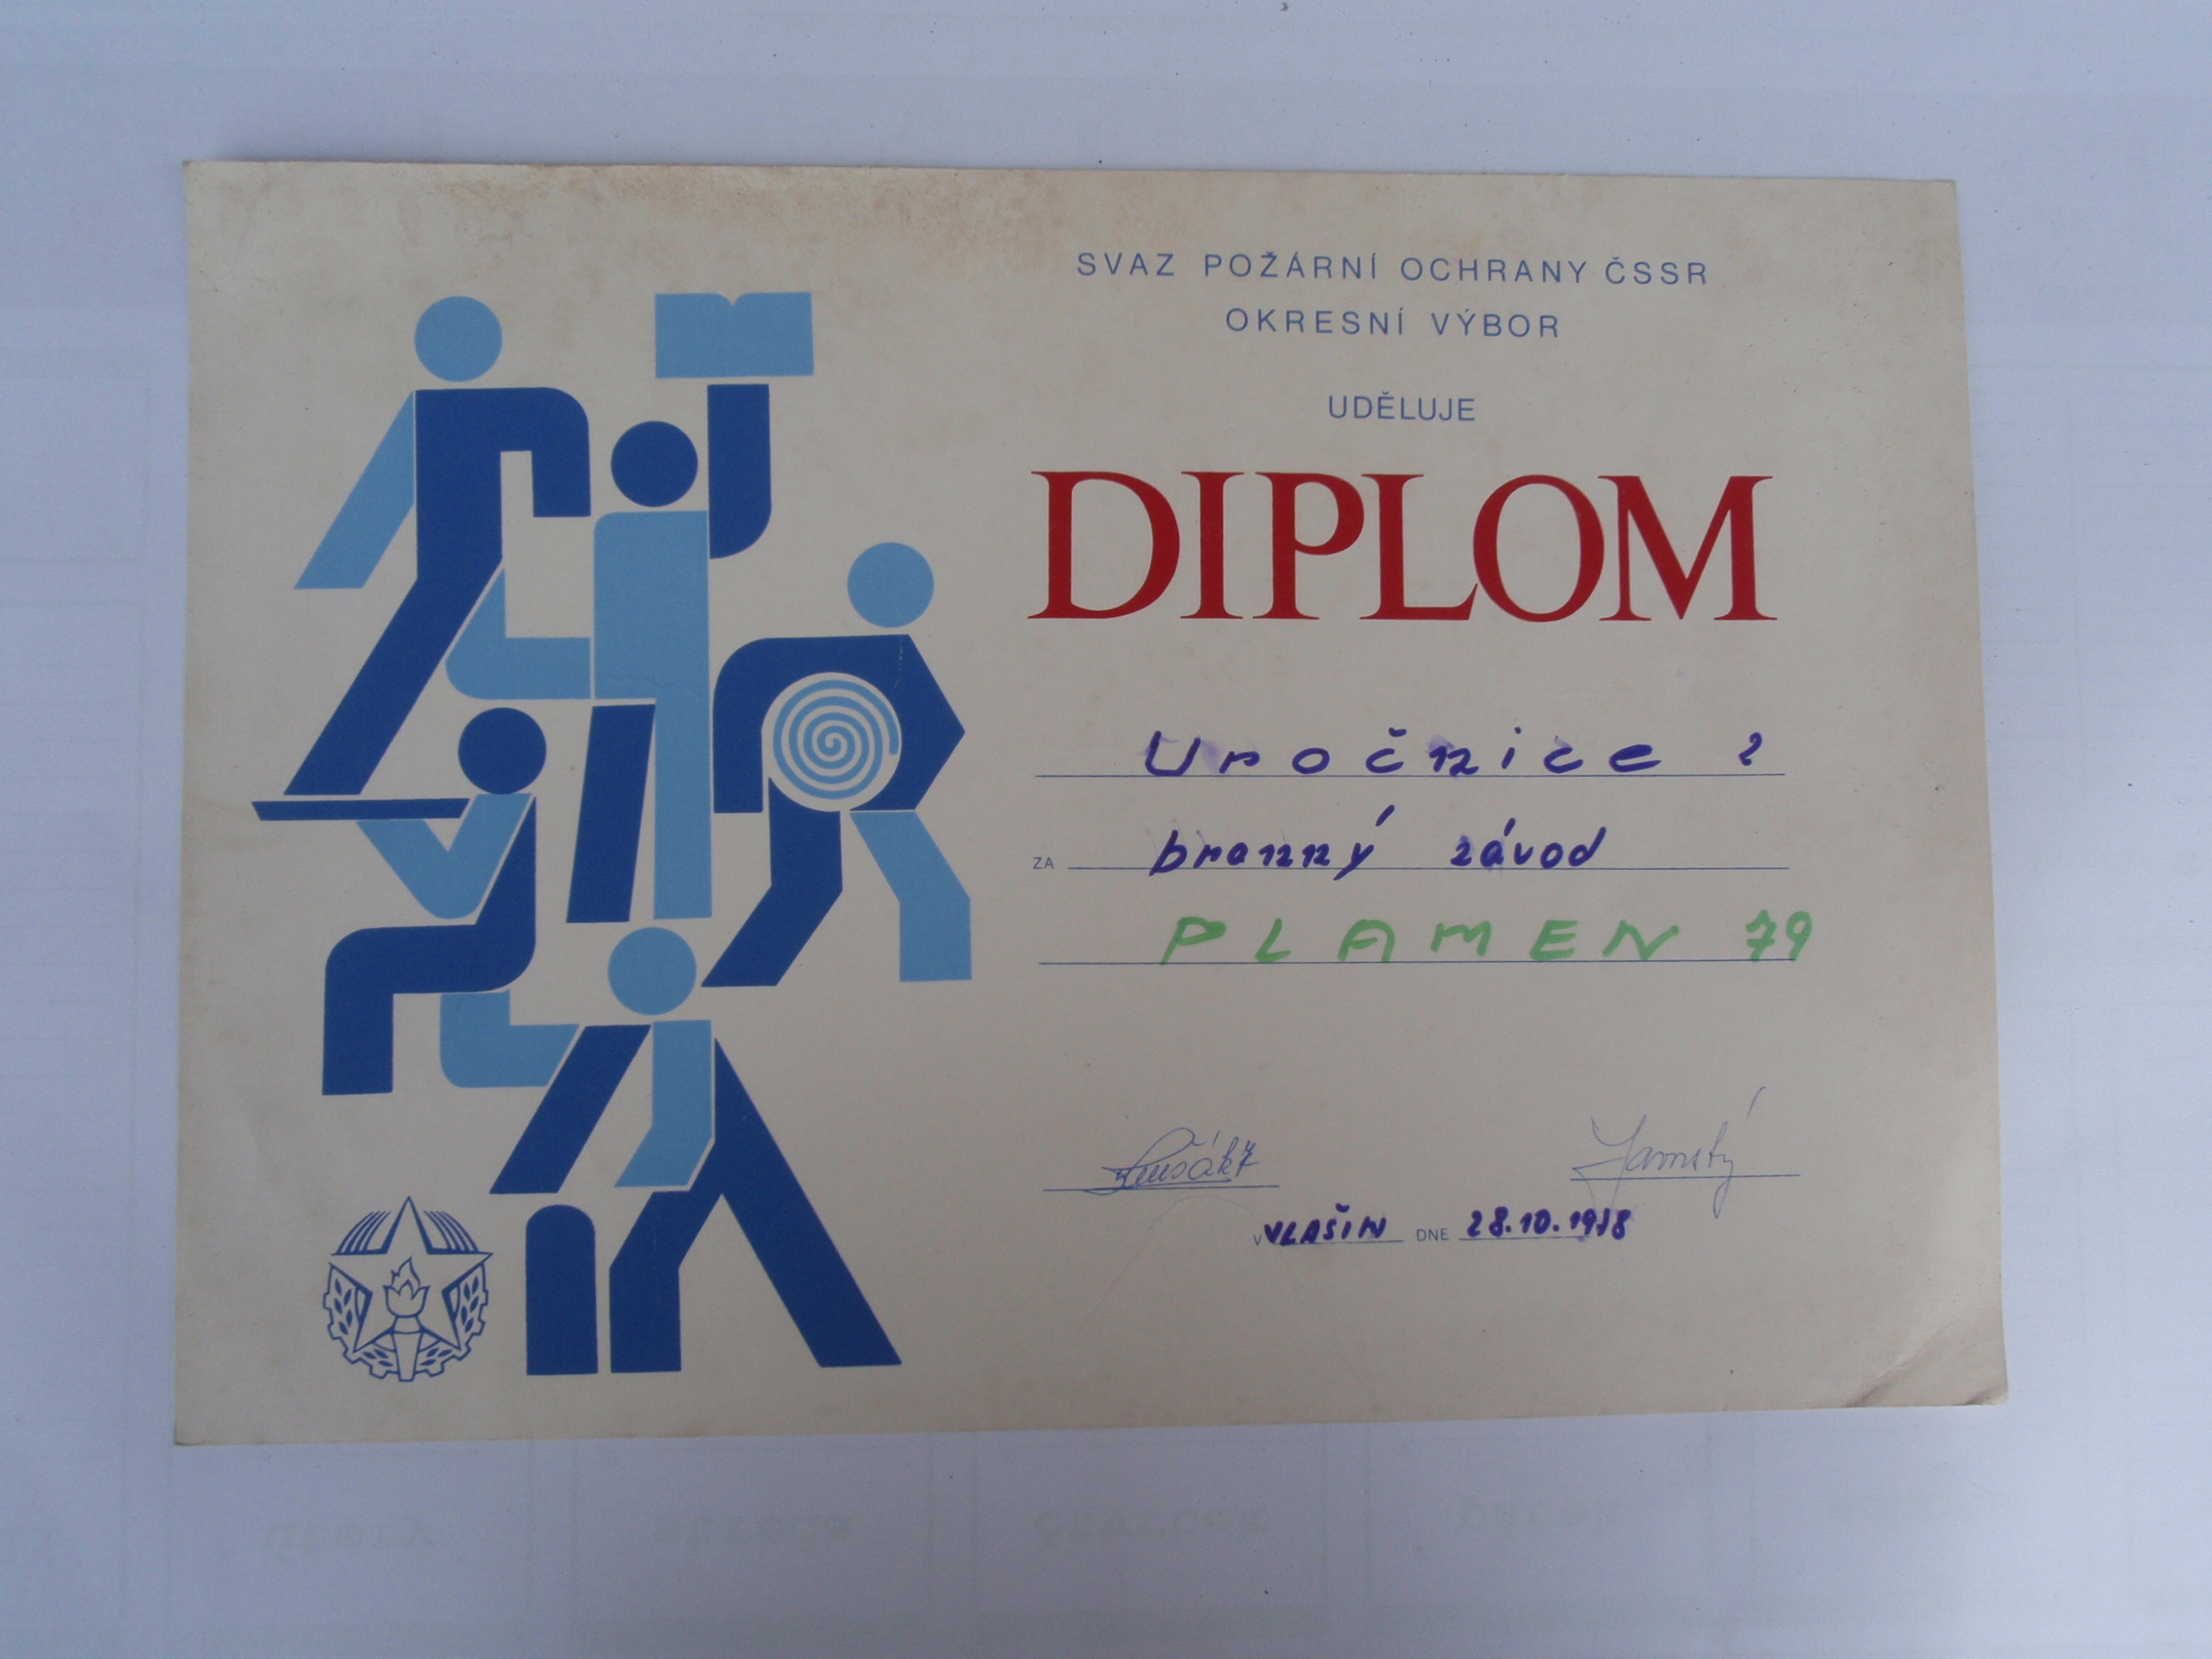 SVAZ POŽÁRNÍ OCHRANY ČSSR
OKRESNÍ VÝBOR
UDĚLUJE
DIPLOM
Uročnice 2
ZA branný závod
PLAMEN 79
V VLAŠIN DNE 28.10.1978